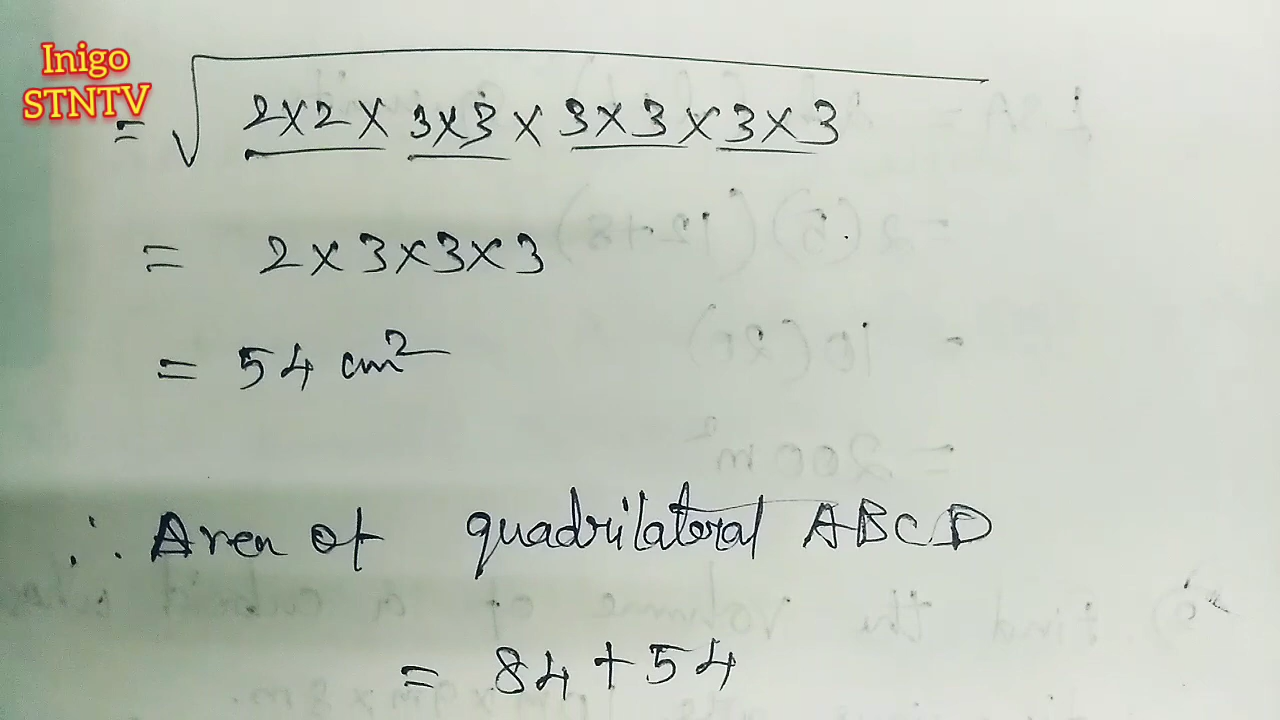 Inigo
STNTV
= √2×2×3×3×3×3×3×3
= 2×3×3×3
= 54 cm²
∴ Area of quadrilateral ABCD
= 84+54